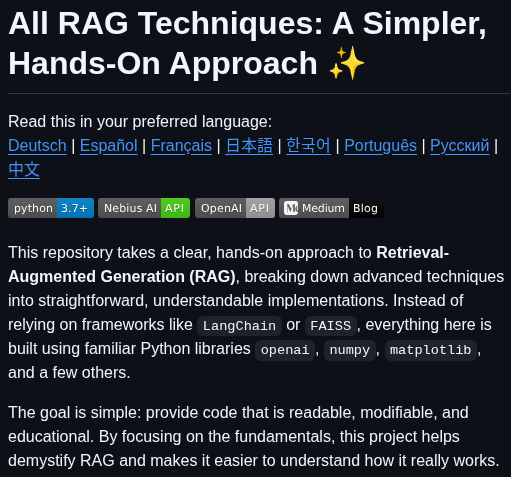 All RAG Techniques: A Simpler,
Hands-On Approach ✨
Read this in your preferred language:
Deutsch | Español | Français | 日本語 | 한국어 | Português | Русский |
中文
python 3.7+ Nebius AI API OpenAI API Medium Blog
This repository takes a clear, hands-on approach to Retrieval-
Augmented Generation (RAG), breaking down advanced techniques
into straightforward, understandable implementations. Instead of
relying on frameworks like LangChain or FAISS, everything here is
built using familiar Python libraries openai, numpy, matplotlib,
and a few others.
The goal is simple: provide code that is readable, modifiable, and
educational. By focusing on the fundamentals, this project helps
demystify RAG and makes it easier to understand how it really works.